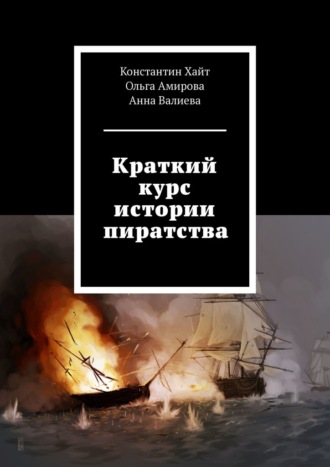 Константин Хайт
Ольга Амирова
Анна Валиева
Краткий
курс
истории
пиратства